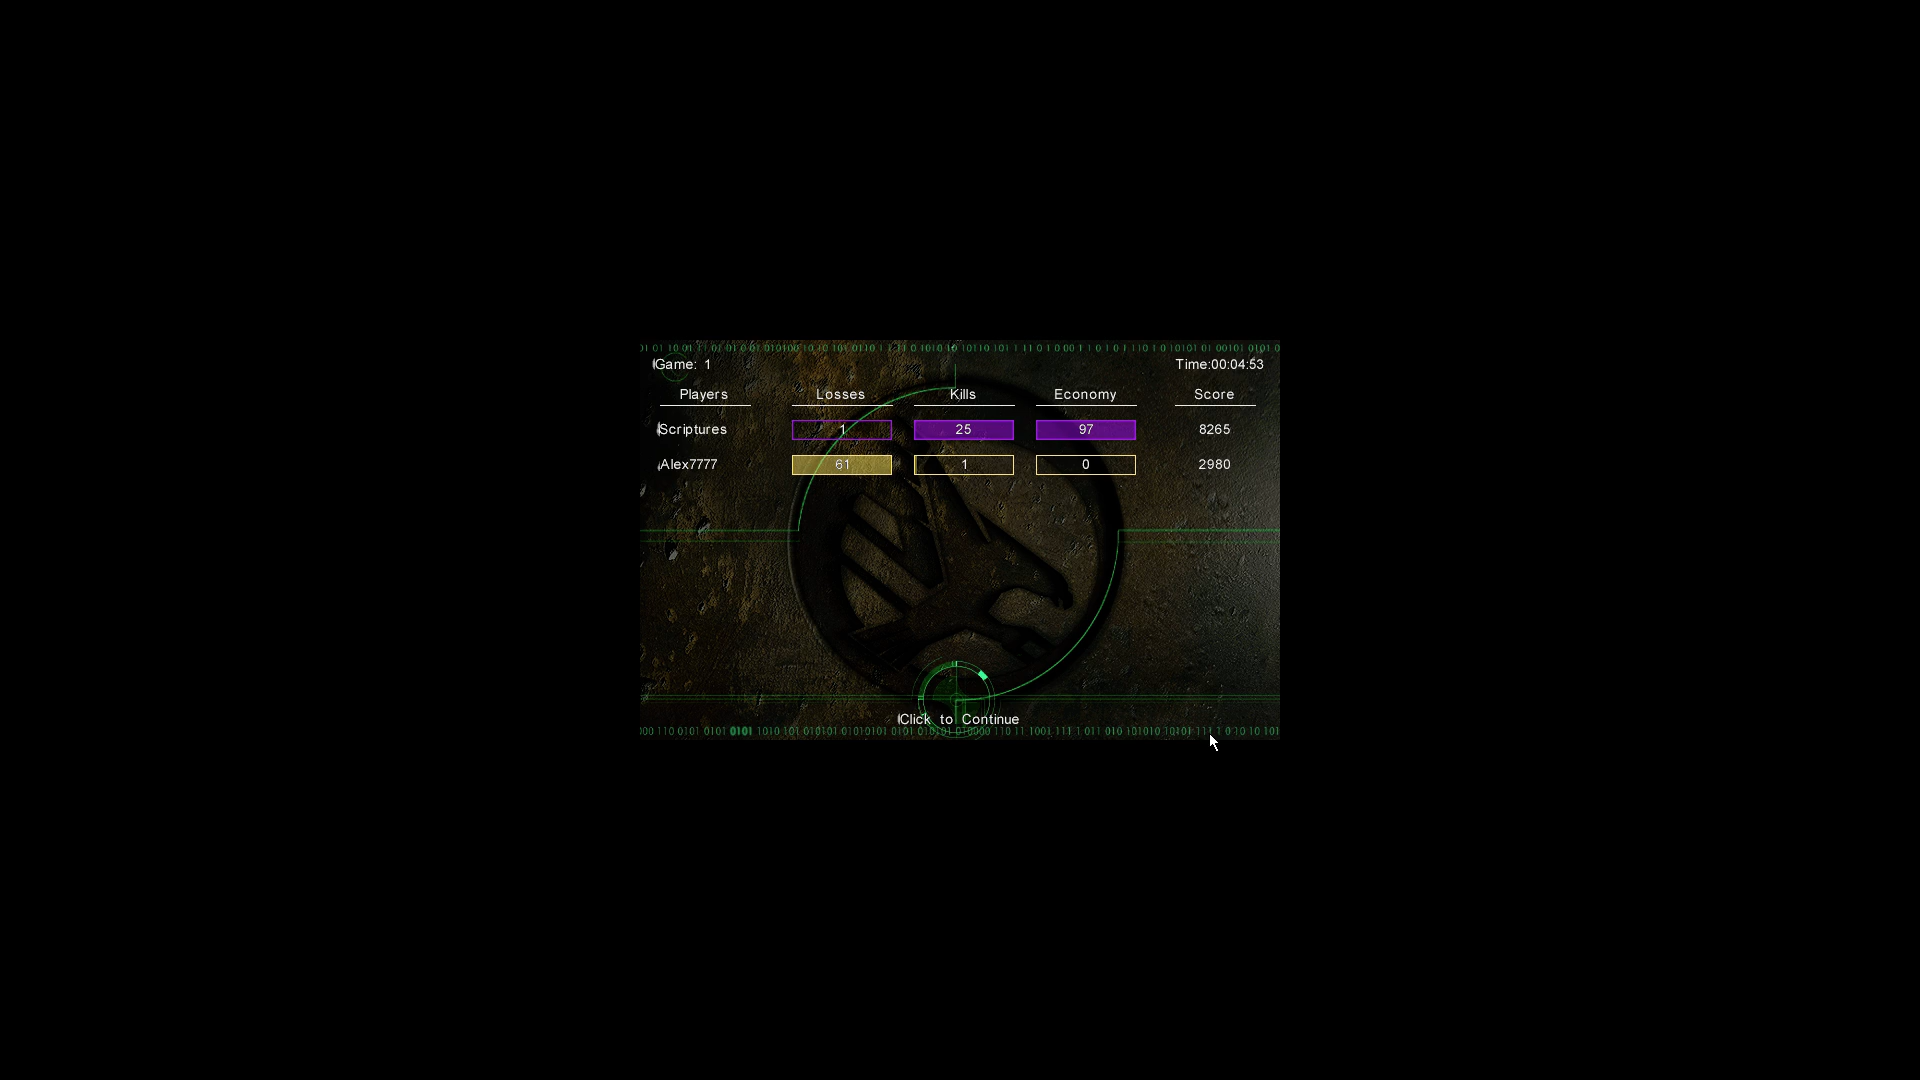 Game: 1 Time:00:04:53
Players Losses Kills Economy Score
Scriptures 1 25 97 8265
Alex7777 61 1 0 2980
Click to Continue